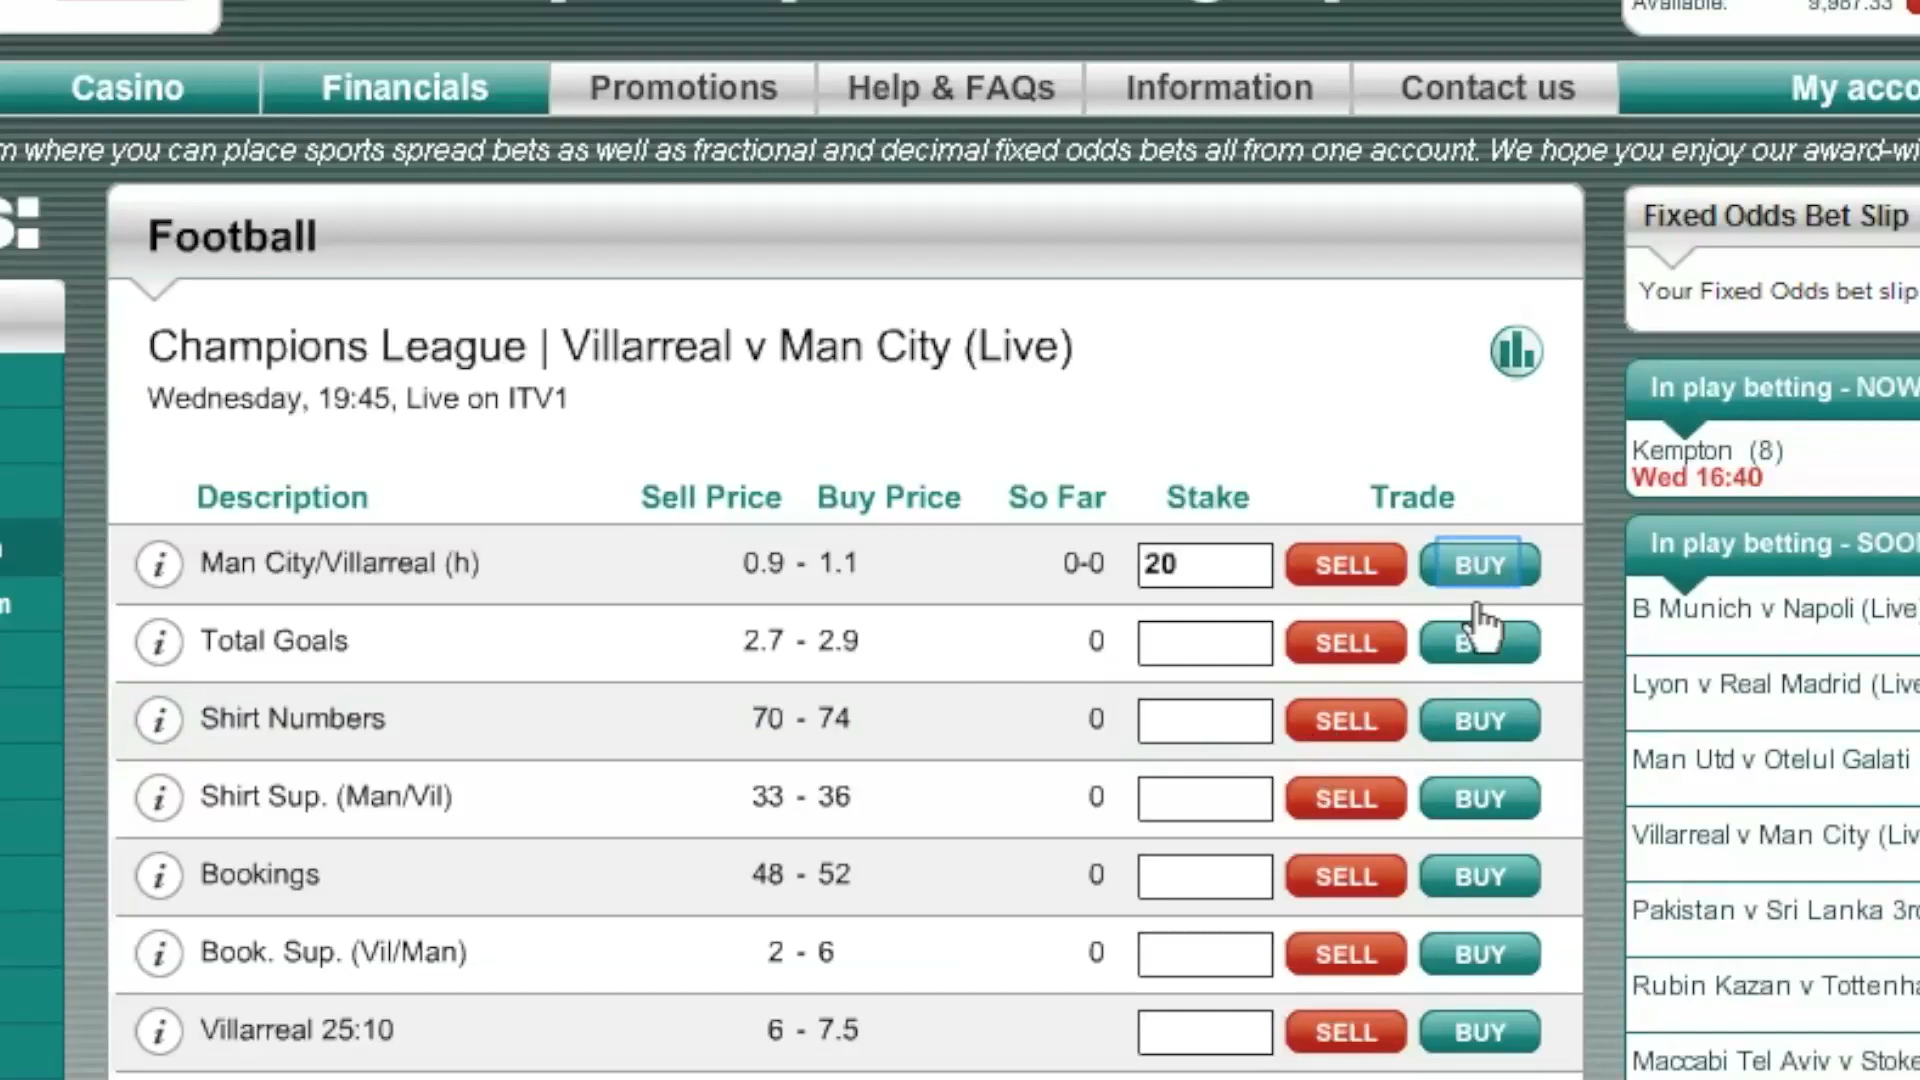 Available: 9,987.33
Casino Financials Promotions Help & FAQs Information Contact us My acco
where you can place sports spread bets as well as fractional and decimal fixed odds bets all from one account. We hope you enjoy our award-wi
s:
Football
Champions League | Villarreal v Man City (Live)
Wednesday, 19:45, Live on ITV1
Description Sell Price Buy Price So Far Stake Trade
i Man City/Villarreal (h) 0.9 - 1.1 0-0 20 SELL BUY
i Total Goals 2.7 - 2.9 0 SELL B
i Shirt Numbers 70 - 74 0 SELL BUY
i Shirt Sup. (Man/Vil) 33 - 36 0 SELL BUY
i Bookings 48 - 52 0 SELL BUY
i Book. Sup. (Vil/Man) 2 - 6 0 SELL BUY
i Villarreal 25:10 6 - 7.5 SELL BUY
Fixed Odds Bet Slip
Your Fixed Odds bet slip
In play betting - NOW
Kempton (8)
Wed 16:40
In play betting - SOO
B Munich v Napoli (Live
Lyon v Real Madrid (Live
Man Utd v Otelul Galati
Villarreal v Man City (Liv
Pakistan v Sri Lanka 3r
Rubin Kazan v Tottenha
Maccabi Tel Aviv v Stoke